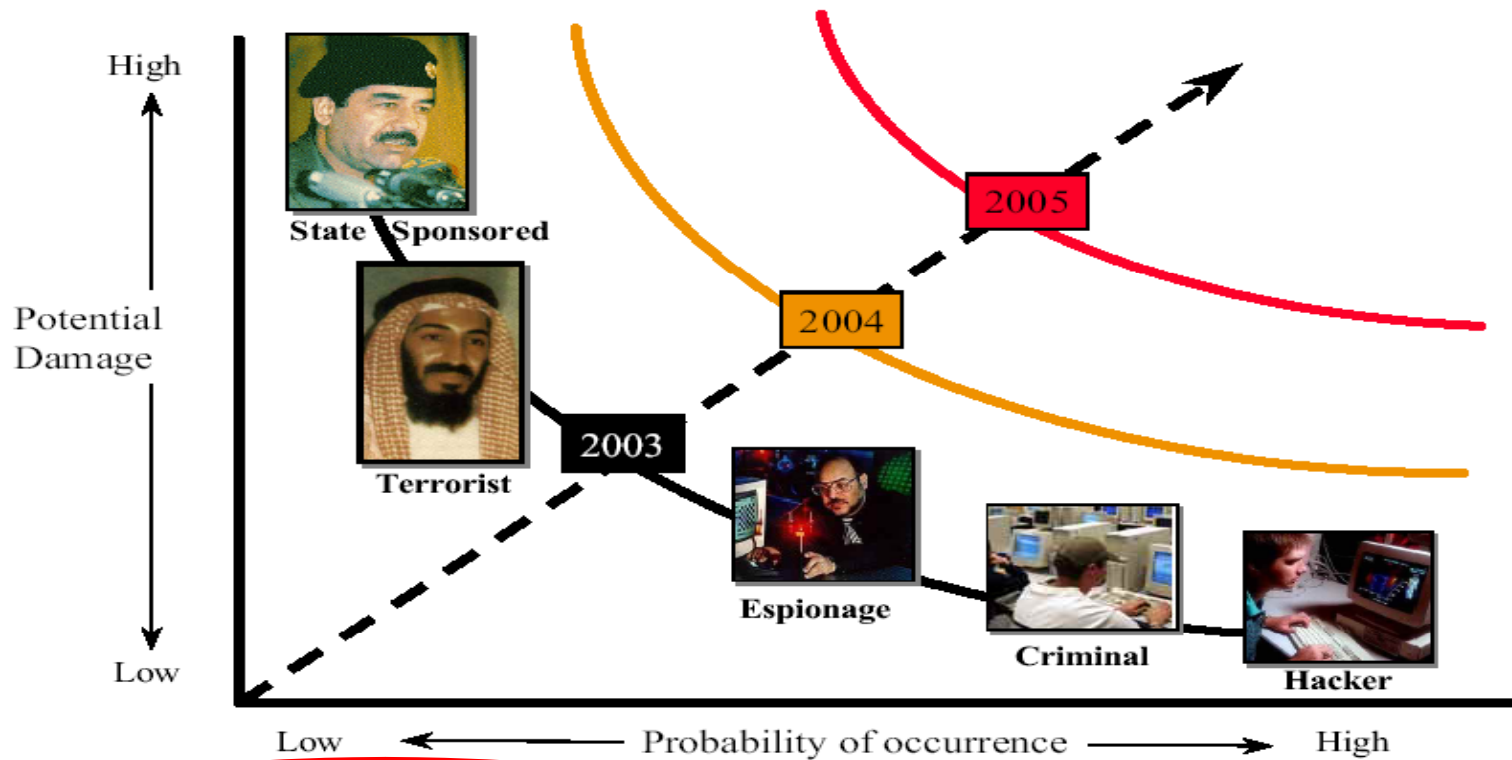 High
State Sponsored
2005
Potential
Damage
2004
2003
Terrorist
Espionage
Criminal
Hacker
Low
Low
Probability of occurrence
High